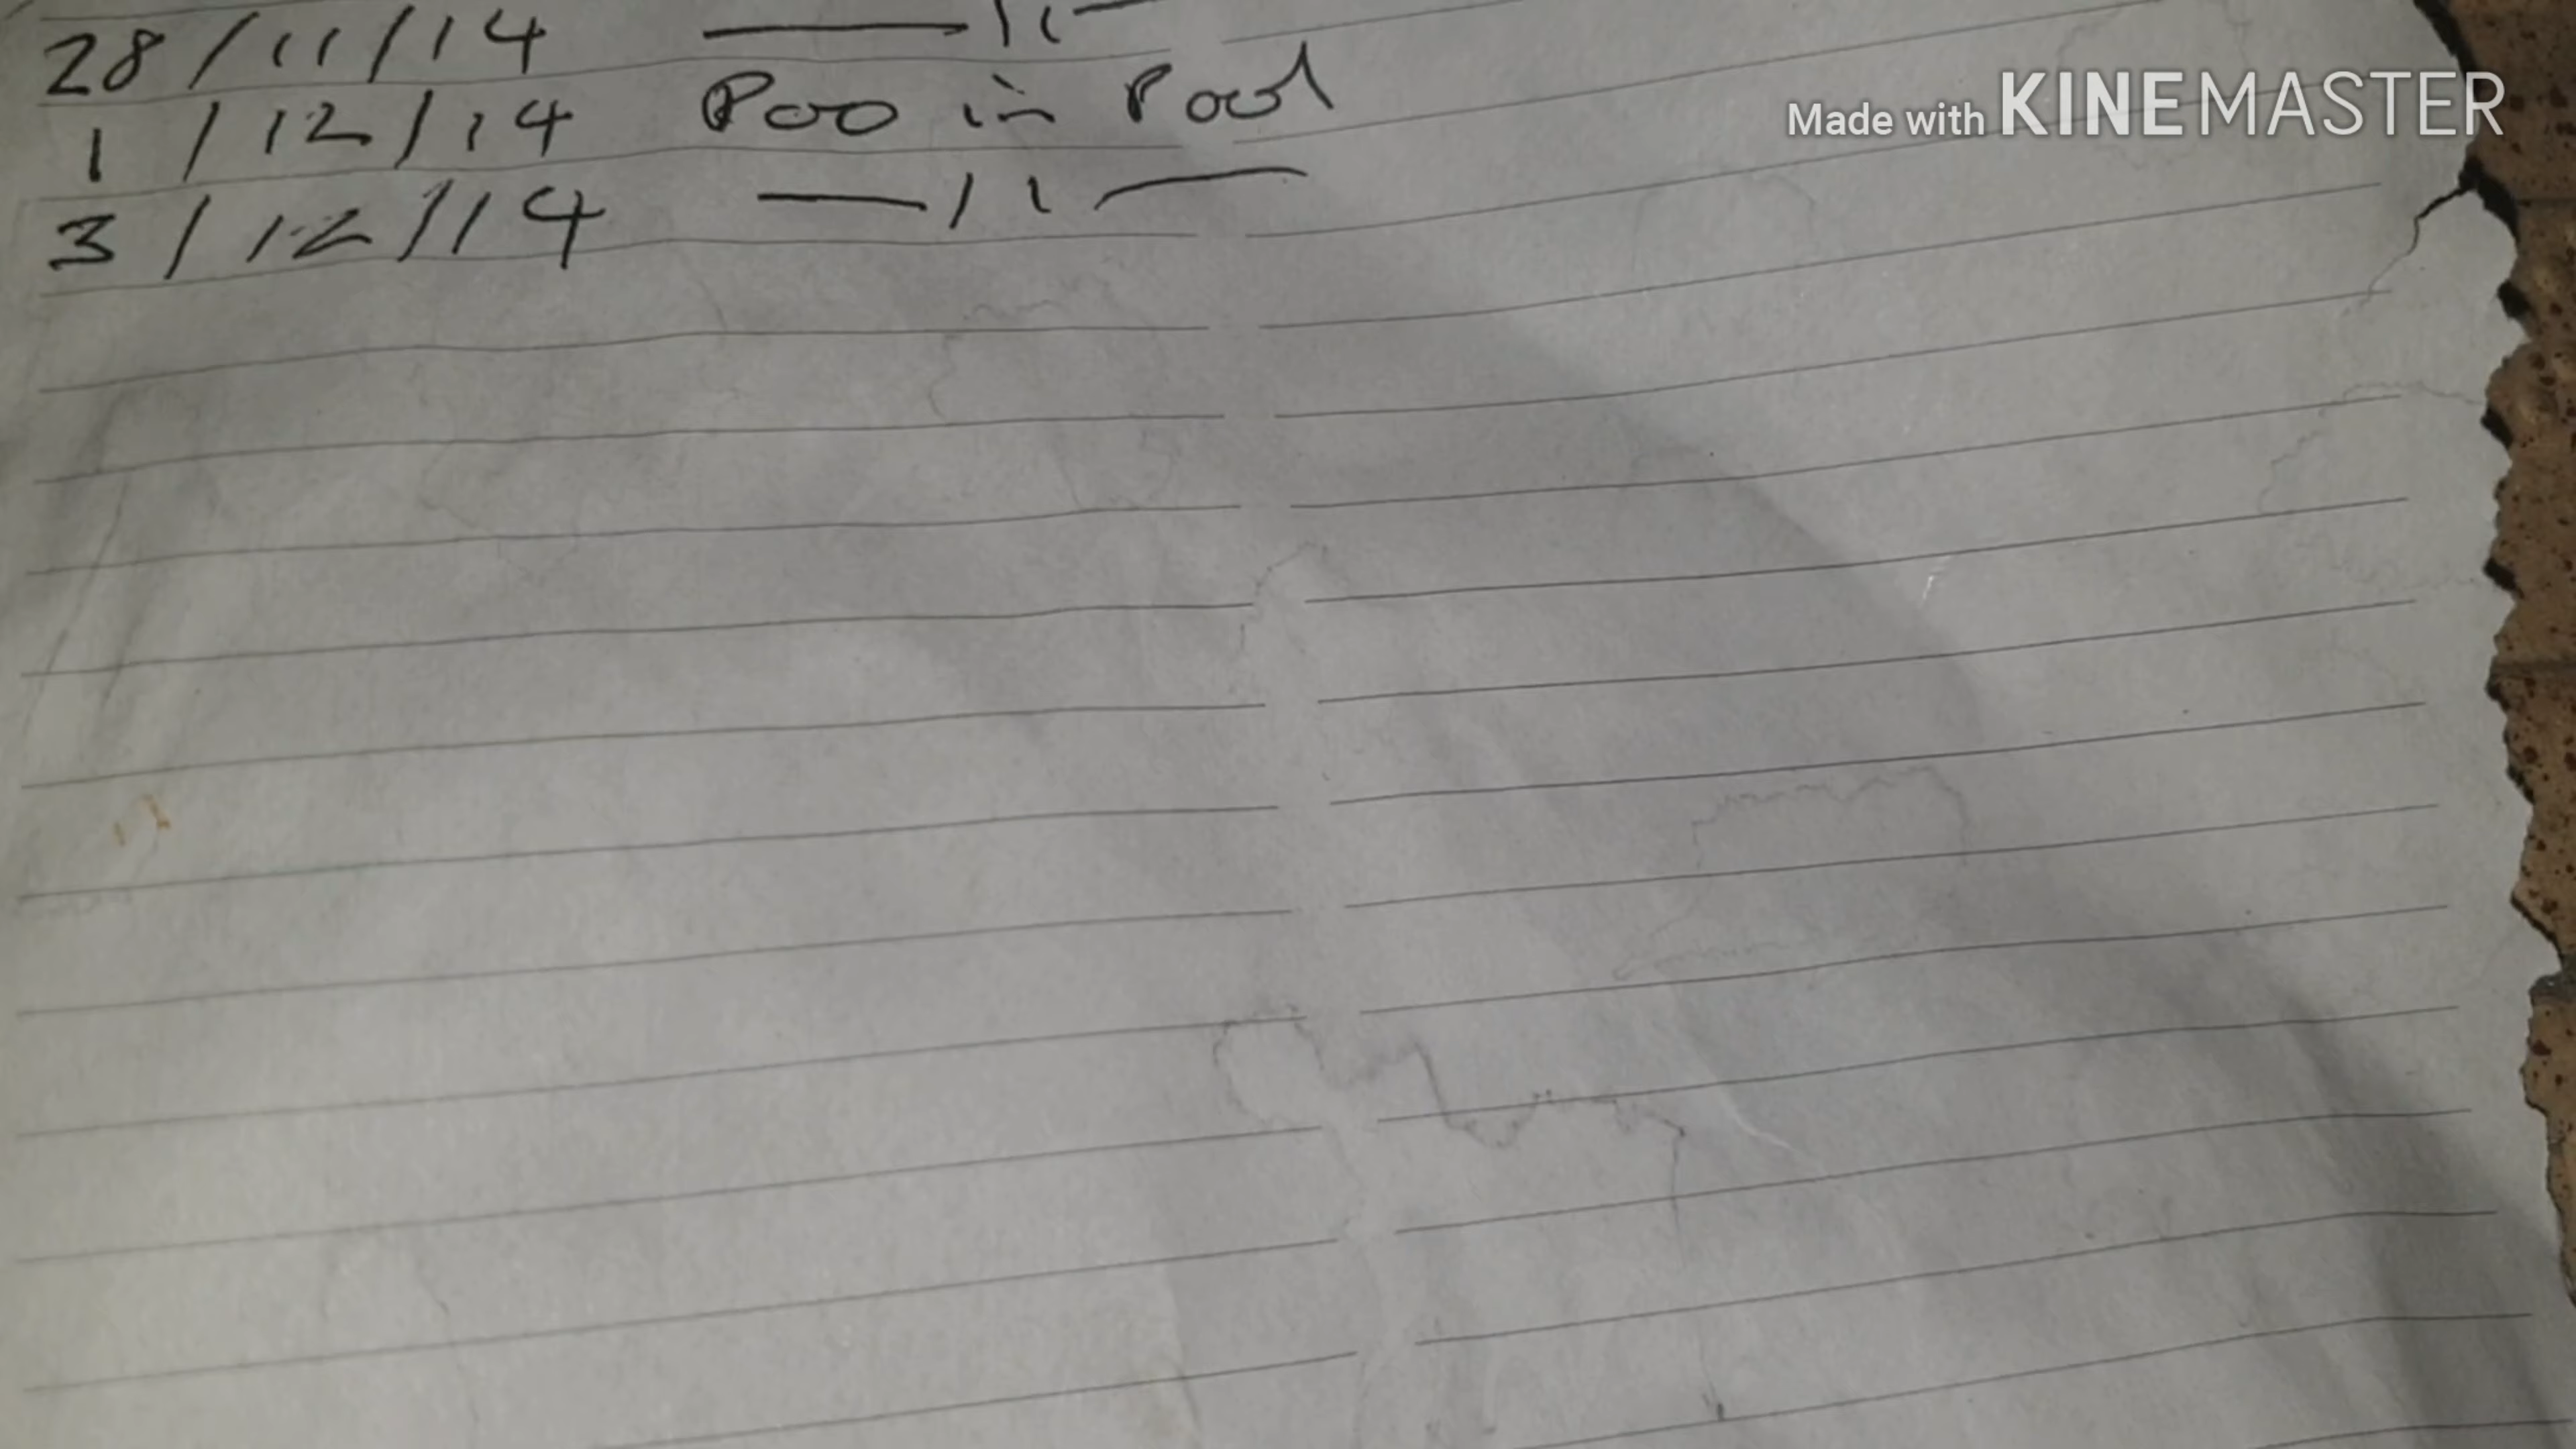 28/11/14 —— 11 ——
1/12/14 Poo in Pool
3/12/14 —— 11 ——
Made with KINEMASTER